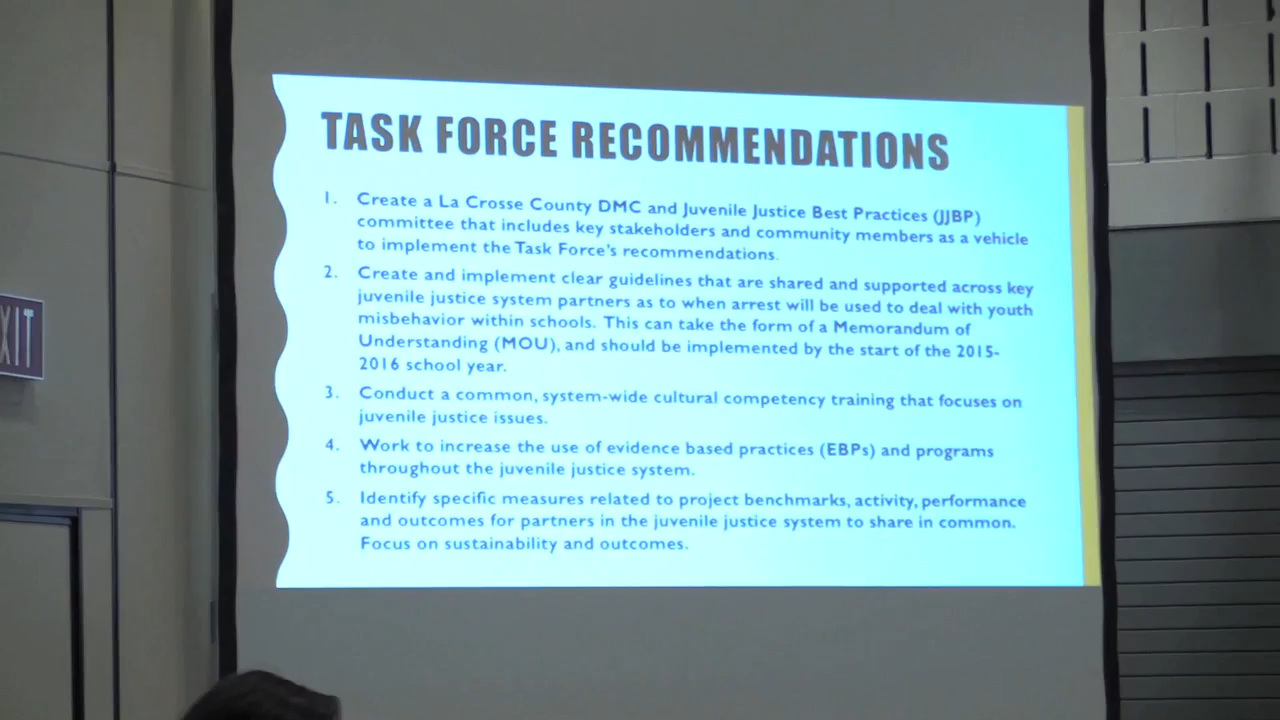 TASK FORCE RECOMMENDATIONS
1. Create a La Crosse County DMC and Juvenile Justice Best Practices (JJBP)
committee that includes key stakeholders and community members as a vehicle
to implement the Task Force's recommendations.
2. Create and implement clear guidelines that are shared and supported across key
juvenile justice system partners as to when arrest will be used to deal with youth
misbehavior within schools. This can take the form of a Memorandum of
Understanding (MOU), and should be implemented by the start of the 2015-
2016 school year.
3. Conduct a common, system-wide cultural competency training that focuses on
juvenile justice issues.
4. Work to increase the use of evidence based practices (EBPs) and programs
throughout the juvenile justice system.
5. Identify specific measures related to project benchmarks, activity, performance
and outcomes for partners in the juvenile justice system to share in common.
Focus on sustainability and outcomes.
XIT